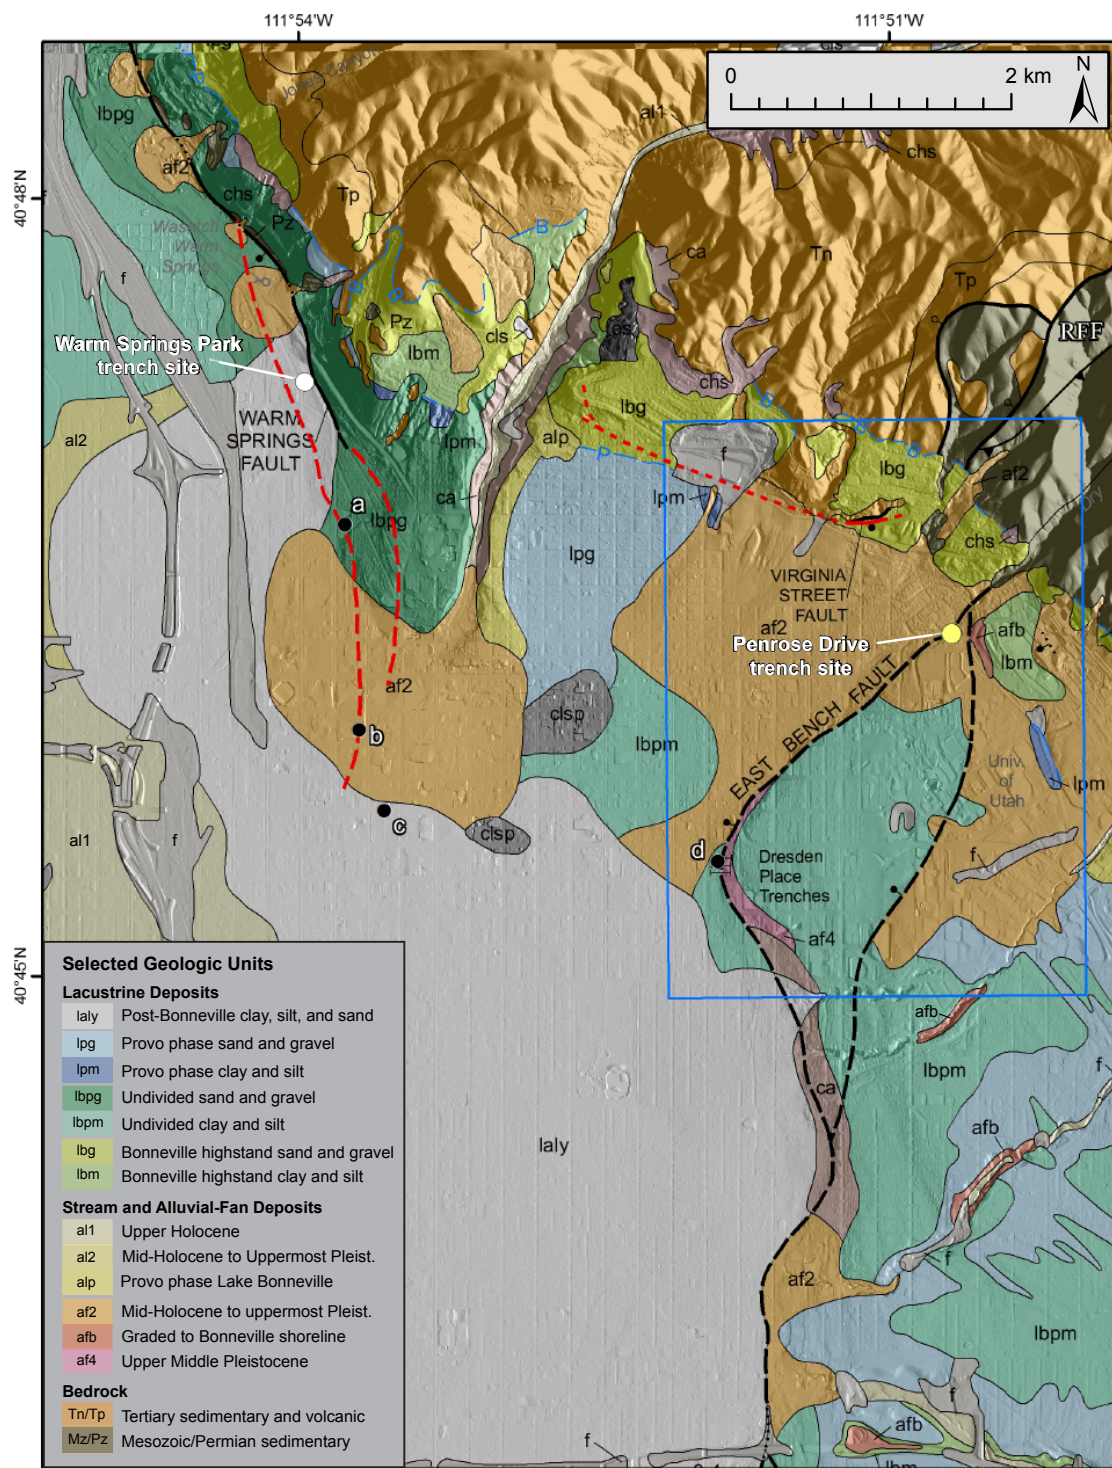 111°54'W
111°51'W
40°48'N
40°45'N
0
2 km
N
lbpg
P
Jones Canyon
al1
chs
af2
chs
Tp
Pz
Wasatch
Warm
Springs
f
B
B
B
Pz
lbm
cls
ca
Tn
Tp
RFF
es
chs
Warm Springs Park
trench site
WARM
SPRINGS
FAULT
al2
lpm
alp
lbg
P
B
f
lbg
B
af2
a
lbpg
ca
lpm
lpg
chs
VIRGINIA
STREET
FAULT
af2
Penrose Drive
trench site
afb
lbm
af2
b
clsp
lbpm
EAST BENCH FAULT
Univ.
of
Utah
lpm
c
clsp
al1
f
d
Dresden
Place
Trenches
f
af4
afb
lbpm
f
ca
afb
laly
f
af2
lbpm
f
afb
lbm
f
Selected Geologic Units
Lacustrine Deposits
laly Post-Bonneville clay, silt, and sand
lpg Provo phase sand and gravel
lpm Provo phase clay and silt
lbpg Undivided sand and gravel
lbpm Undivided clay and silt
lbg Bonneville highstand sand and gravel
lbm Bonneville highstand clay and silt
Stream and Alluvial-Fan Deposits
al1 Upper Holocene
al2 Mid-Holocene to Uppermost Pleist.
alp Provo phase Lake Bonneville
af2 Mid-Holocene to uppermost Pleist.
afb Graded to Bonneville shoreline
af4 Upper Middle Pleistocene
Bedrock
Tn/Tp Tertiary sedimentary and volcanic
Mz/Pz Mesozoic/Permian sedimentary